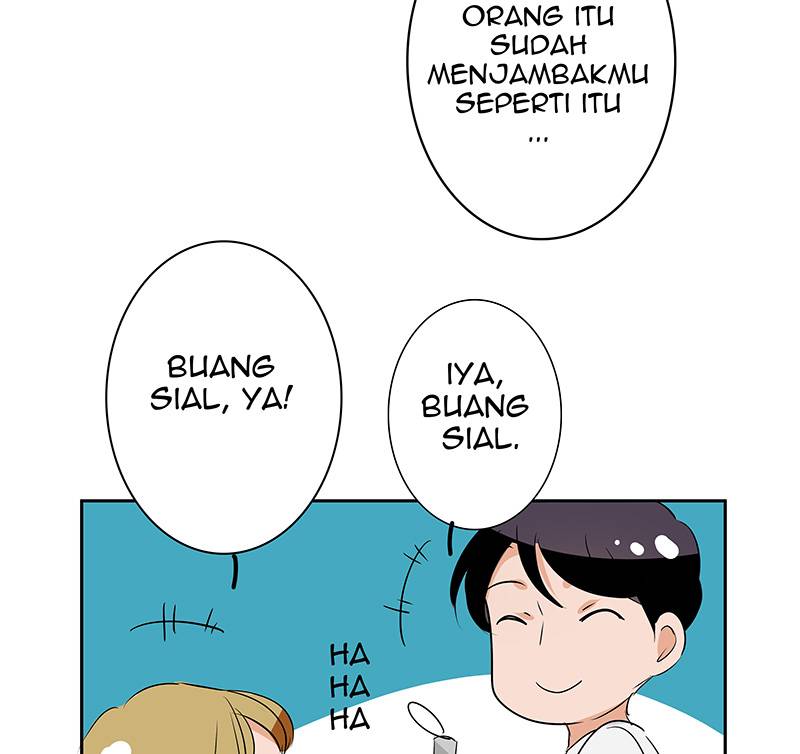 ORANG ITU
SUDAH
MENJAMBAKMU
SEPERTI ITU
...
BUANG
SIAL, YA!
IYA,
BUANG
SIAL.
HA
HA
HA